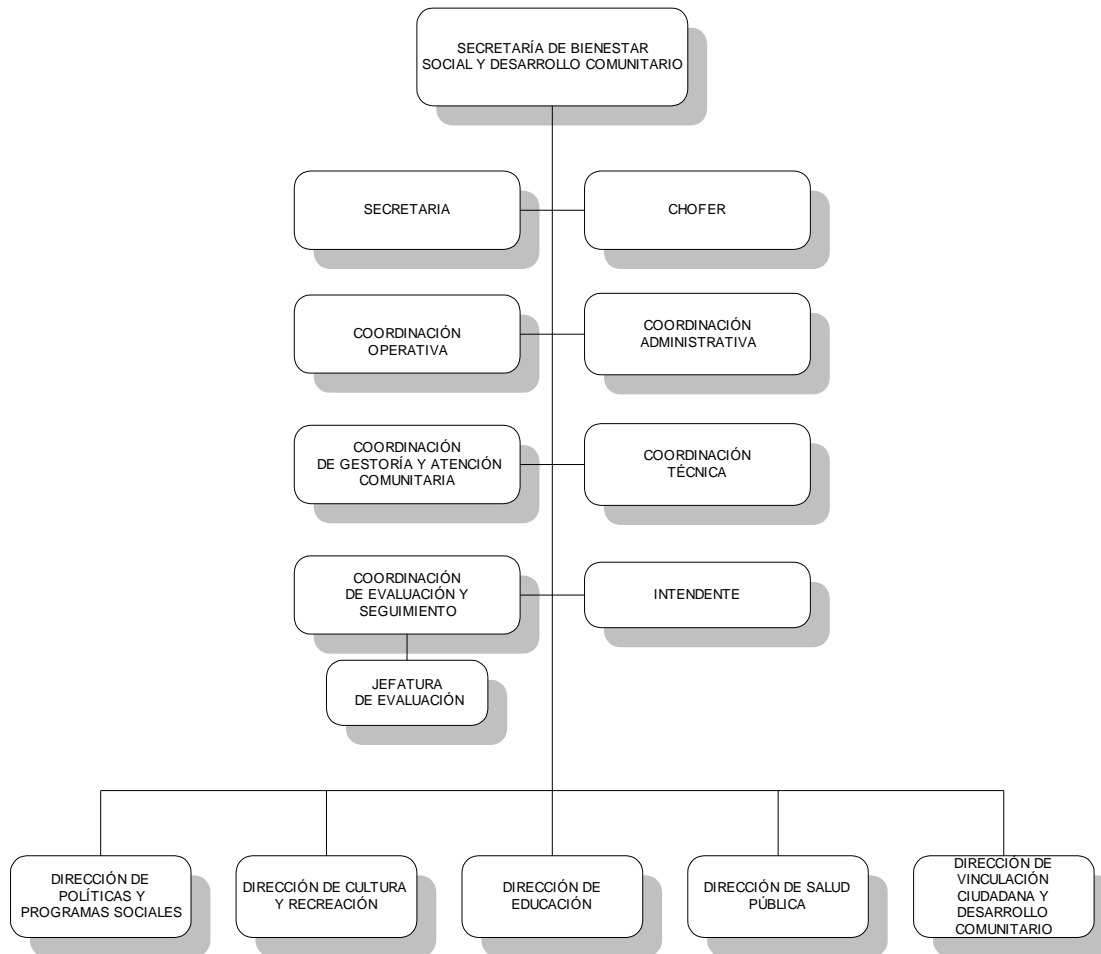 SECRETARÍA DE BIENESTAR
SOCIAL Y DESARROLLO COMUNITARIO
SECRETARIA
CHOFER
COORDINACIÓN
OPERATIVA
COORDINACIÓN
ADMINISTRATIVA
COORDINACIÓN
DE GESTORÍA Y ATENCIÓN
COMUNITARIA
COORDINACIÓN
TÉCNICA
COORDINACIÓN
DE EVALUACIÓN Y
SEGUIMIENTO
INTENDENTE
JEFATURA
DE EVALUACIÓN
DIRECCIÓN DE
POLÍTICAS Y
PROGRAMAS SOCIALES
DIRECCIÓN DE CULTURA
Y RECREACIÓN
DIRECCIÓN DE
EDUCACIÓN
DIRECCIÓN DE SALUD
PÚBLICA
DIRECCIÓN DE
VINCULACIÓN
CIUDADANA Y
DESARROLLO
COMUNITARIO